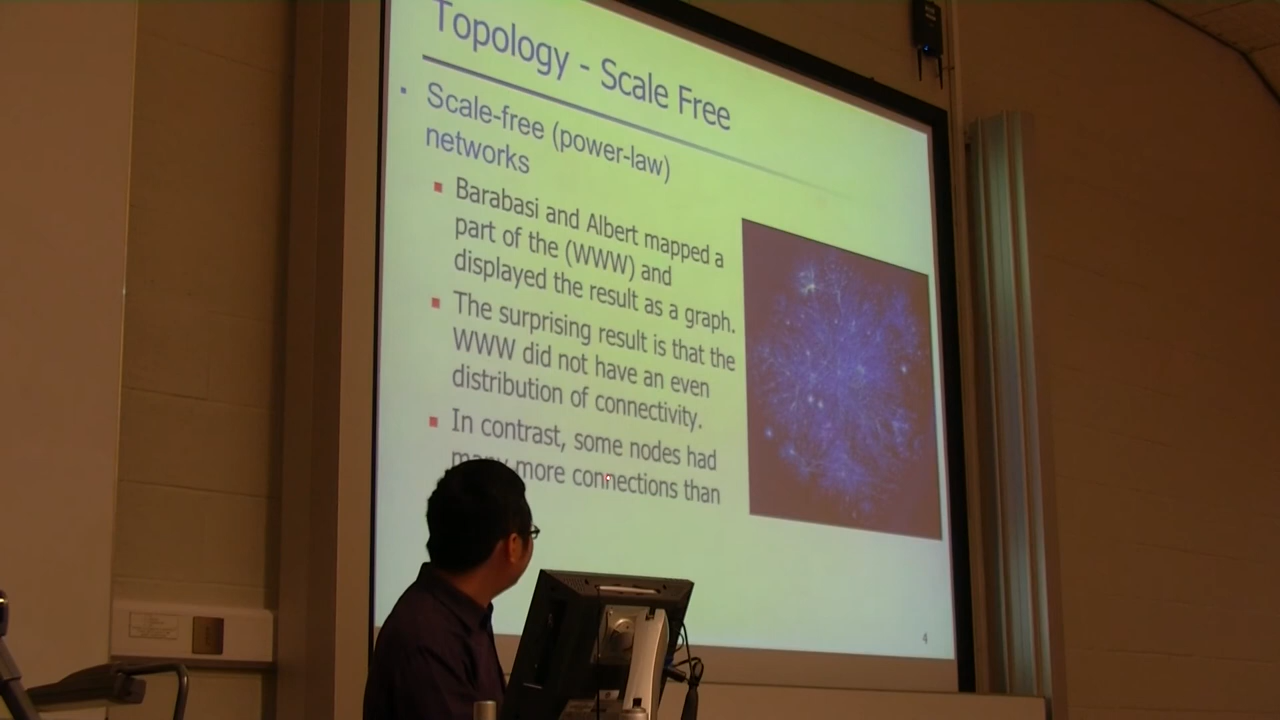 Topology - Scale Free
Scale-free (power-law)
networks
Barabasi and Albert mapped a
part of the (WWW) and
displayed the result as a graph.
The surprising result is that the
WWW did not have an even
distribution of connectivity.
In contrast, some nodes had
many more connections than
4